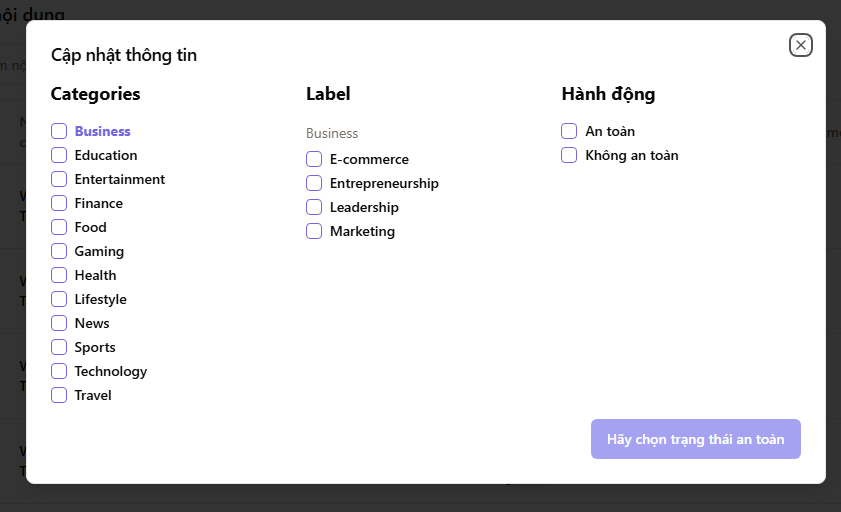 nội dung
Cập nhật thông tin
Categories
Business
Education
Entertainment
Finance
Food
Gaming
Health
Lifestyle
News
Sports
Technology
Travel
Label
Business
E-commerce
Entrepreneurship
Leadership
Marketing
Hành động
An toàn
Không an toàn
Hãy chọn trạng thái an toàn